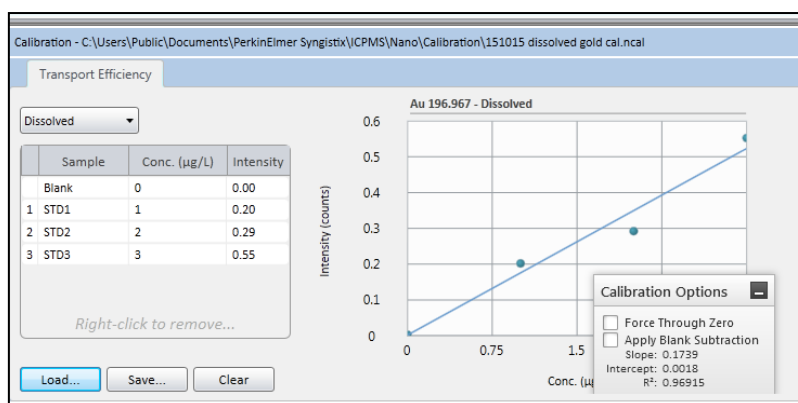 Calibration - C:\Users\Public\Documents\PerkinElmer Syngistix\ICPMS\Nano\Calibration\151015 dissolved gold cal.ncal
Transport Efficiency
Dissolved
Sample Conc. (µg/L) Intensity
Blank 0 0.00
1 STD1 1 0.20
2 STD2 2 0.29
3 STD3 3 0.55
Right-click to remove...
Load... Save... Clear
Au 196.967 - Dissolved
0.6
0.5
0.4
0.3
0.2
0.1
0
Intensity (counts)
0 0.75 1.5
Conc.
Calibration Options
Force Through Zero
Apply Blank Subtraction
Slope: 0.1739
Intercept: 0.0018
R²: 0.96915